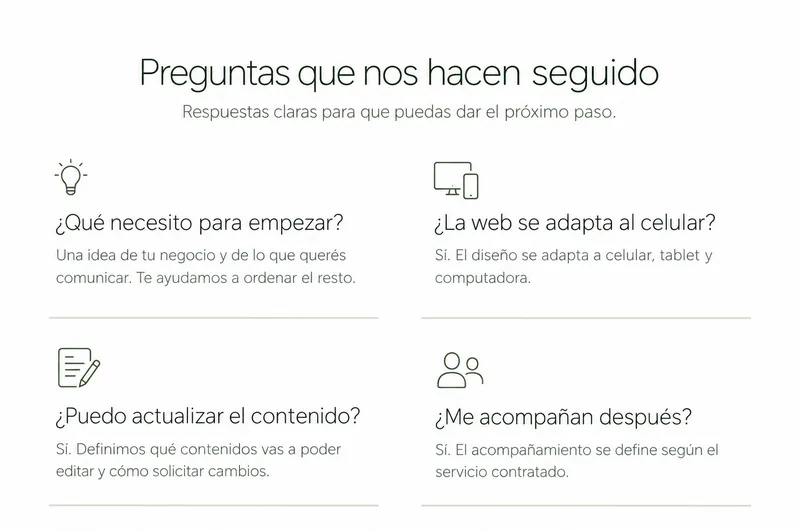 Preguntas que nos hacen seguido
Respuestas claras para que puedas dar el próximo paso.
¿Qué necesito para empezar?
Una idea de tu negocio y de lo que querés
comunicar. Te ayudamos a ordenar el resto.
¿La web se adapta al celular?
Sí. El diseño se adapta a celular, tablet y
computadora.
¿Puedo actualizar el contenido?
Sí. Definimos qué contenidos vas a poder
editar y cómo solicitar cambios.
¿Me acompañan después?
Sí. El acompañamiento se define según el
servicio contratado.